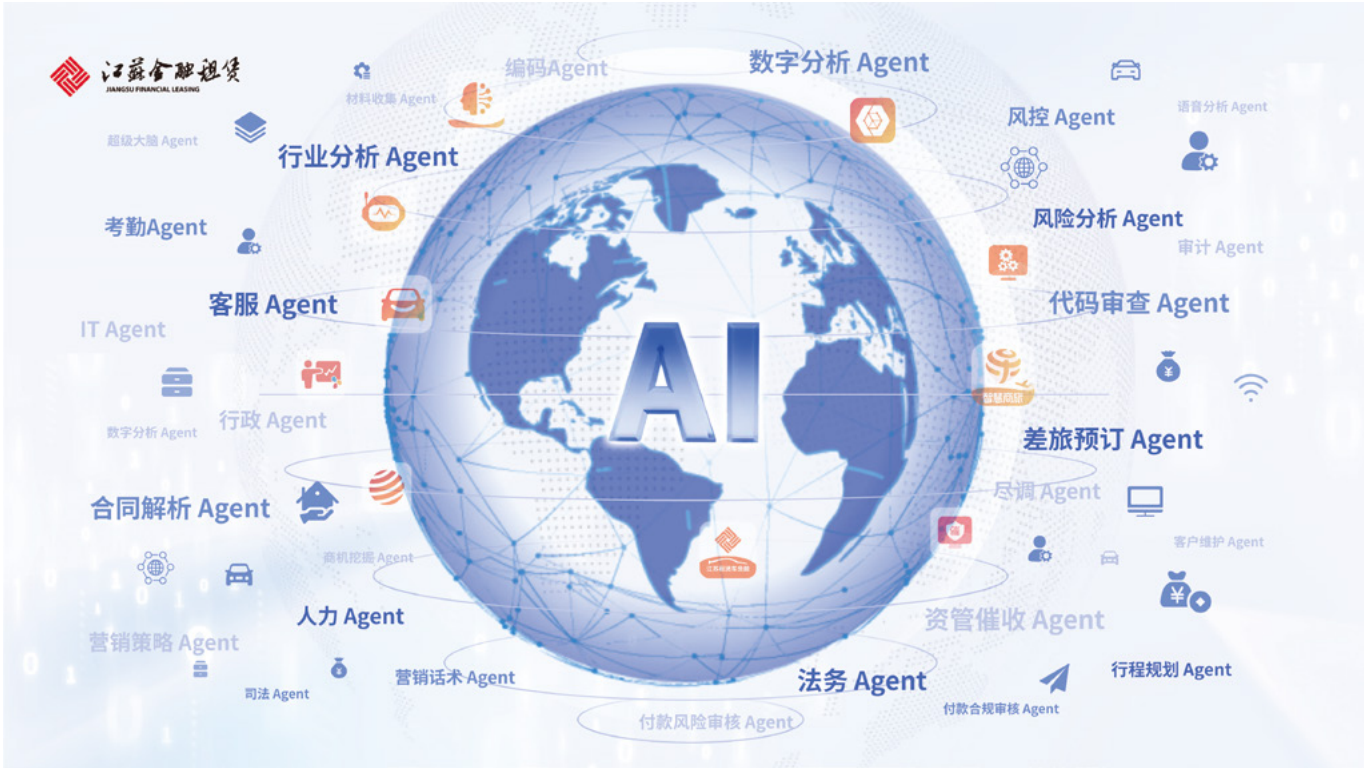 江苏金融租赁
JIANGSU FINANCIAL LEASING
编码Agent
数字分析 Agent
材料收集 Agent
语音分析 Agent
风控 Agent
超级大脑 Agent
行业分析 Agent
风险分析 Agent
考勤Agent
审计 Agent
客服 Agent
代码审查 Agent
IT Agent
AI
智慧商旅
行政 Agent
数字分析 Agent
差旅预订 Agent
尽调 Agent
合同解析 Agent
客户维护 Agent
商机挖掘 Agent
人力 Agent
资管催收 Agent
营销策略 Agent
营销话术 Agent
法务 Agent
行程规划 Agent
司法 Agent
付款合规审核 Agent
付款风险审核 Agent